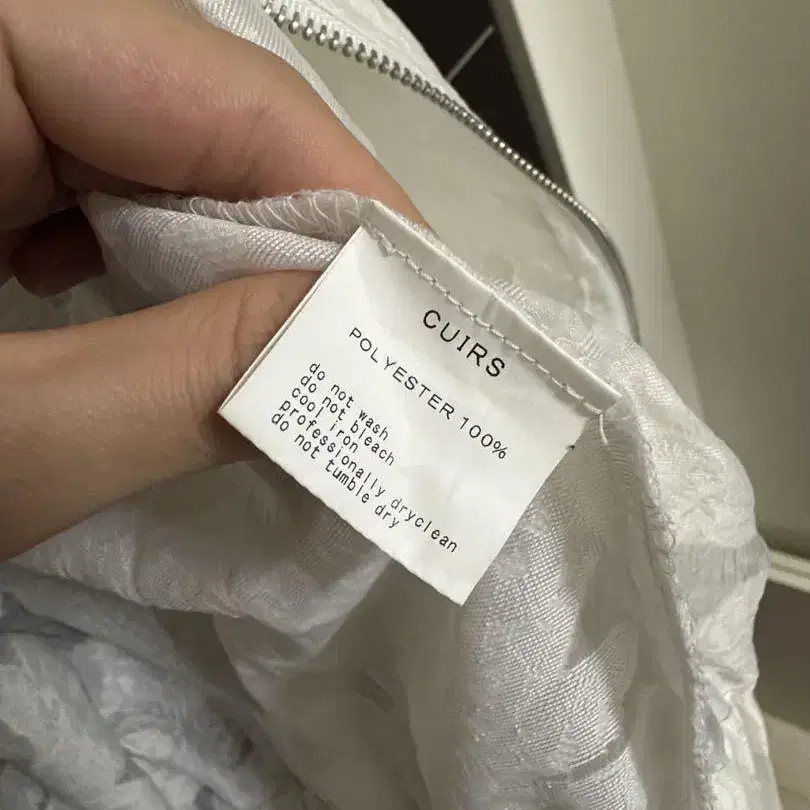 CUIRS
POLYESTER 100%
do not wash
do not bleach
cool iron
professionally dryclean
do not tumble dry